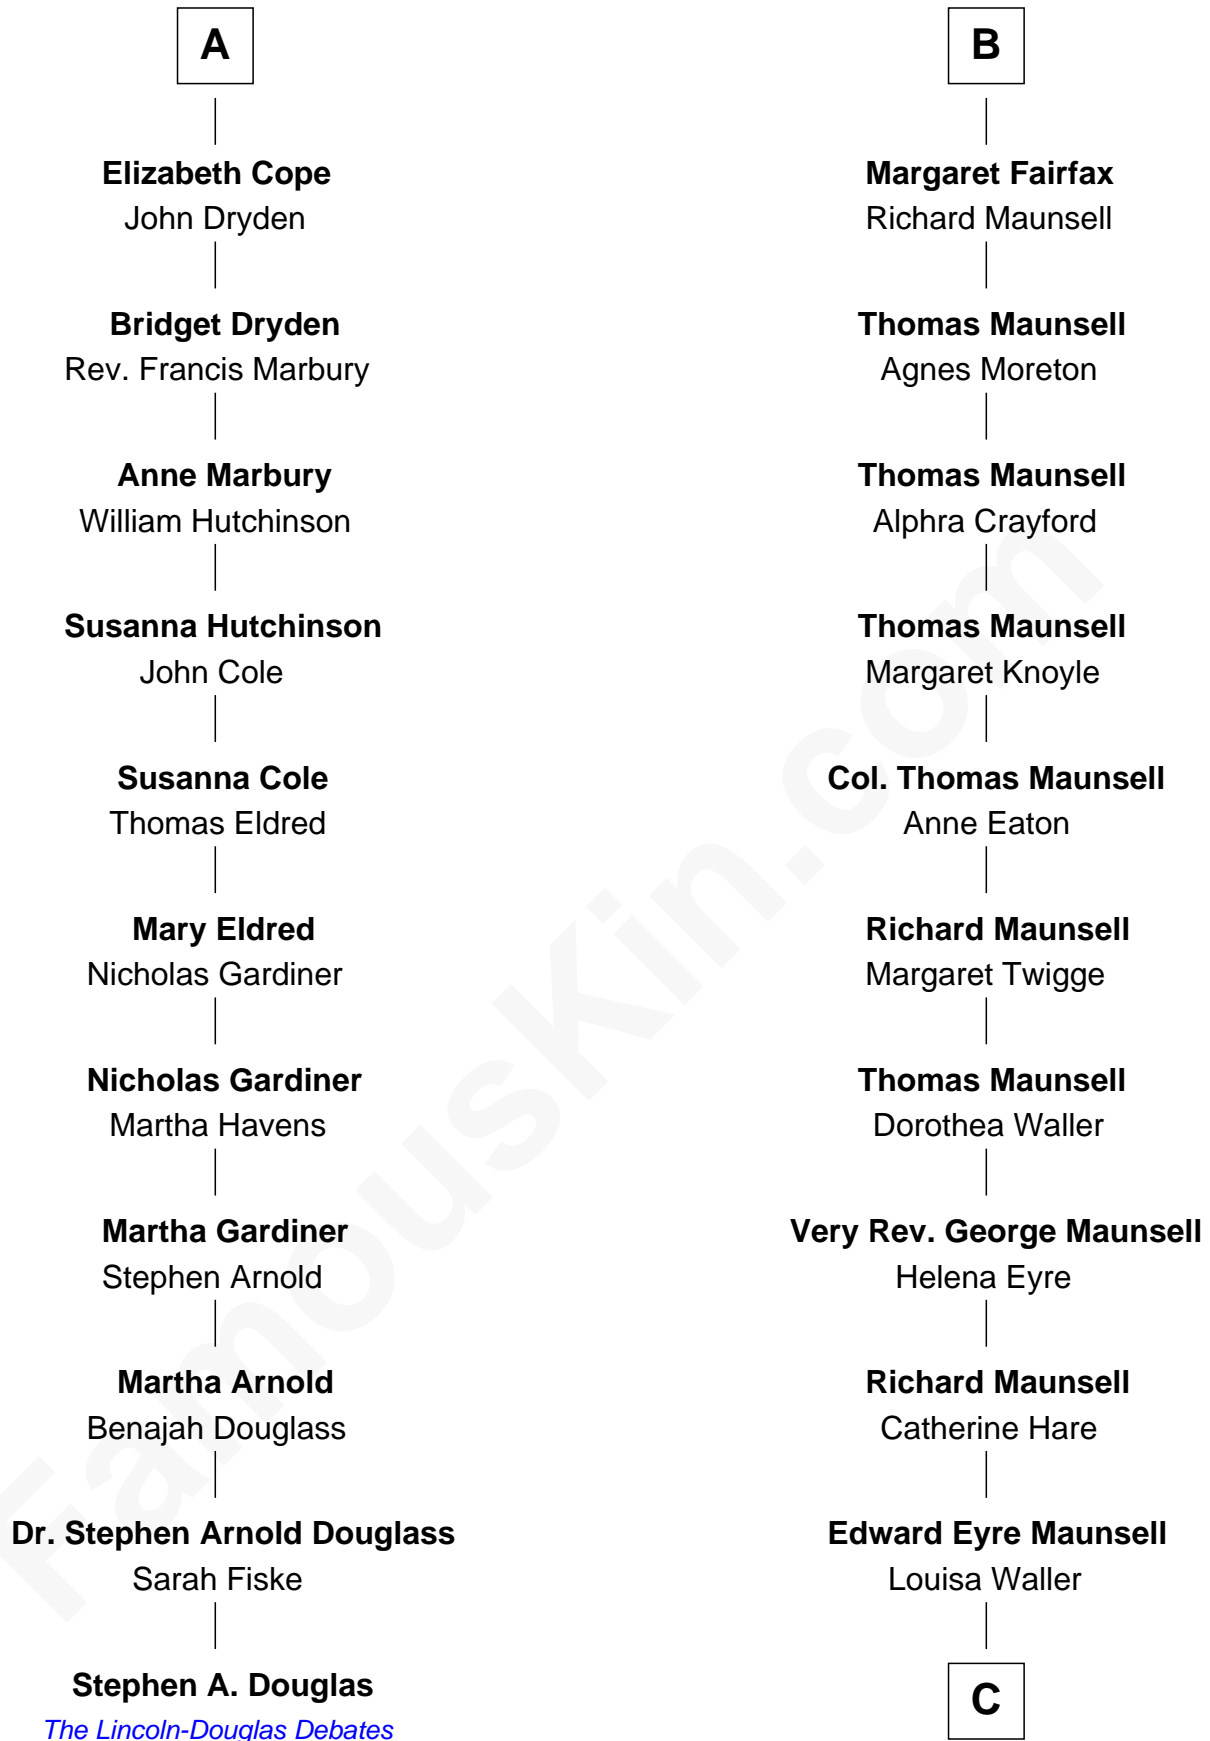 A
Elizabeth Cope
John Dryden
Bridget Dryden
Rev. Francis Marbury
Anne Marbury
William Hutchinson
Susanna Hutchinson
John Cole
Susanna Cole
Thomas Eldred
Mary Eldred
Nicholas Gardiner
Nicholas Gardiner
Martha Havens
Martha Gardiner
Stephen Arnold
Martha Arnold
Benajah Douglass
Dr. Stephen Arnold Douglass
Sarah Fiske
Stephen A. Douglas
The Lincoln-Douglas Debates
B
Margaret Fairfax
Richard Maunsell
Thomas Maunsell
Agnes Moreton
Thomas Maunsell
Alphra Crayford
Thomas Maunsell
Margaret Knoyle
Col. Thomas Maunsell
Anne Eaton
Richard Maunsell
Margaret Twigge
Thomas Maunsell
Dorothea Waller
Very Rev. George Maunsell
Helena Eyre
Richard Maunsell
Catherine Hare
Edward Eyre Maunsell
Louisa Waller
C
FamousKin.com